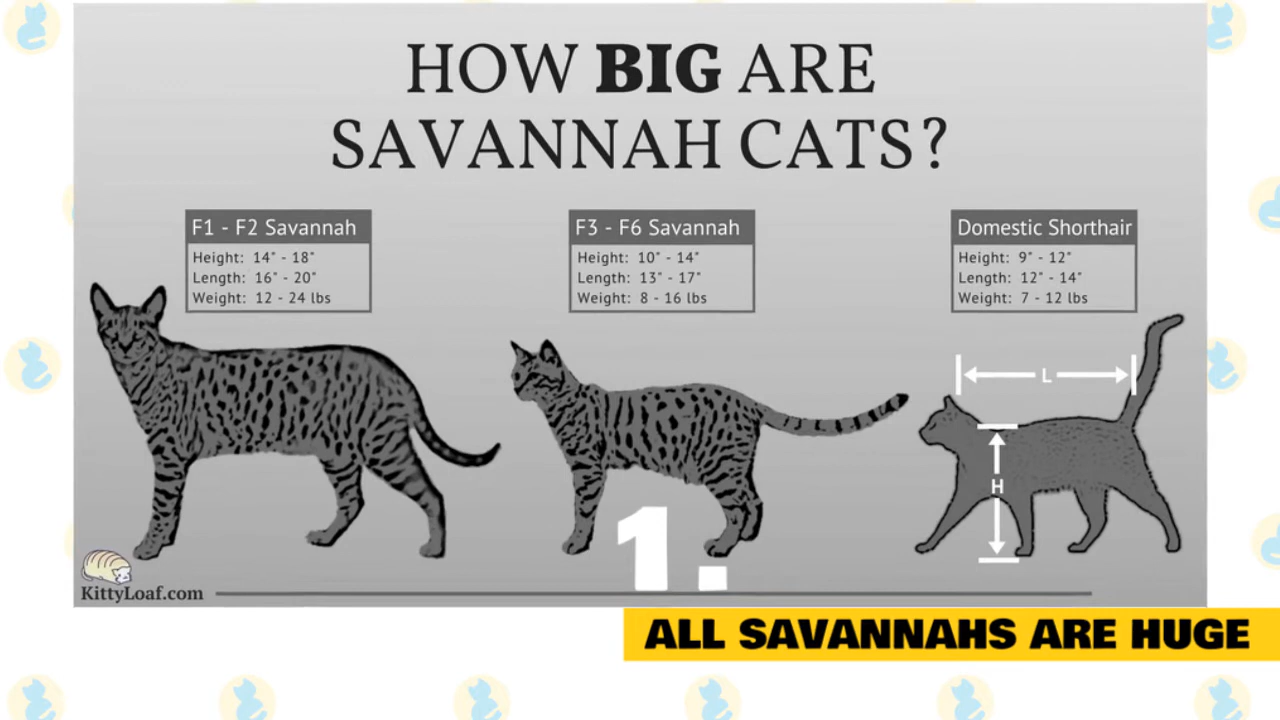 HOW BIG ARE
SAVANNAH CATS?
F1 - F2 Savannah
Height: 14" - 18"
Length: 16" - 20"
Weight: 12 - 24 lbs
F3 - F6 Savannah
Height: 10" - 14"
Length: 13" - 17"
Weight: 8 - 16 lbs
Domestic Shorthair
Height: 9" - 12"
Length: 12" - 14"
Weight: 7 - 12 lbs
L
H
1.
KittyLoaf.com
ALL SAVANNAHS ARE HUGE